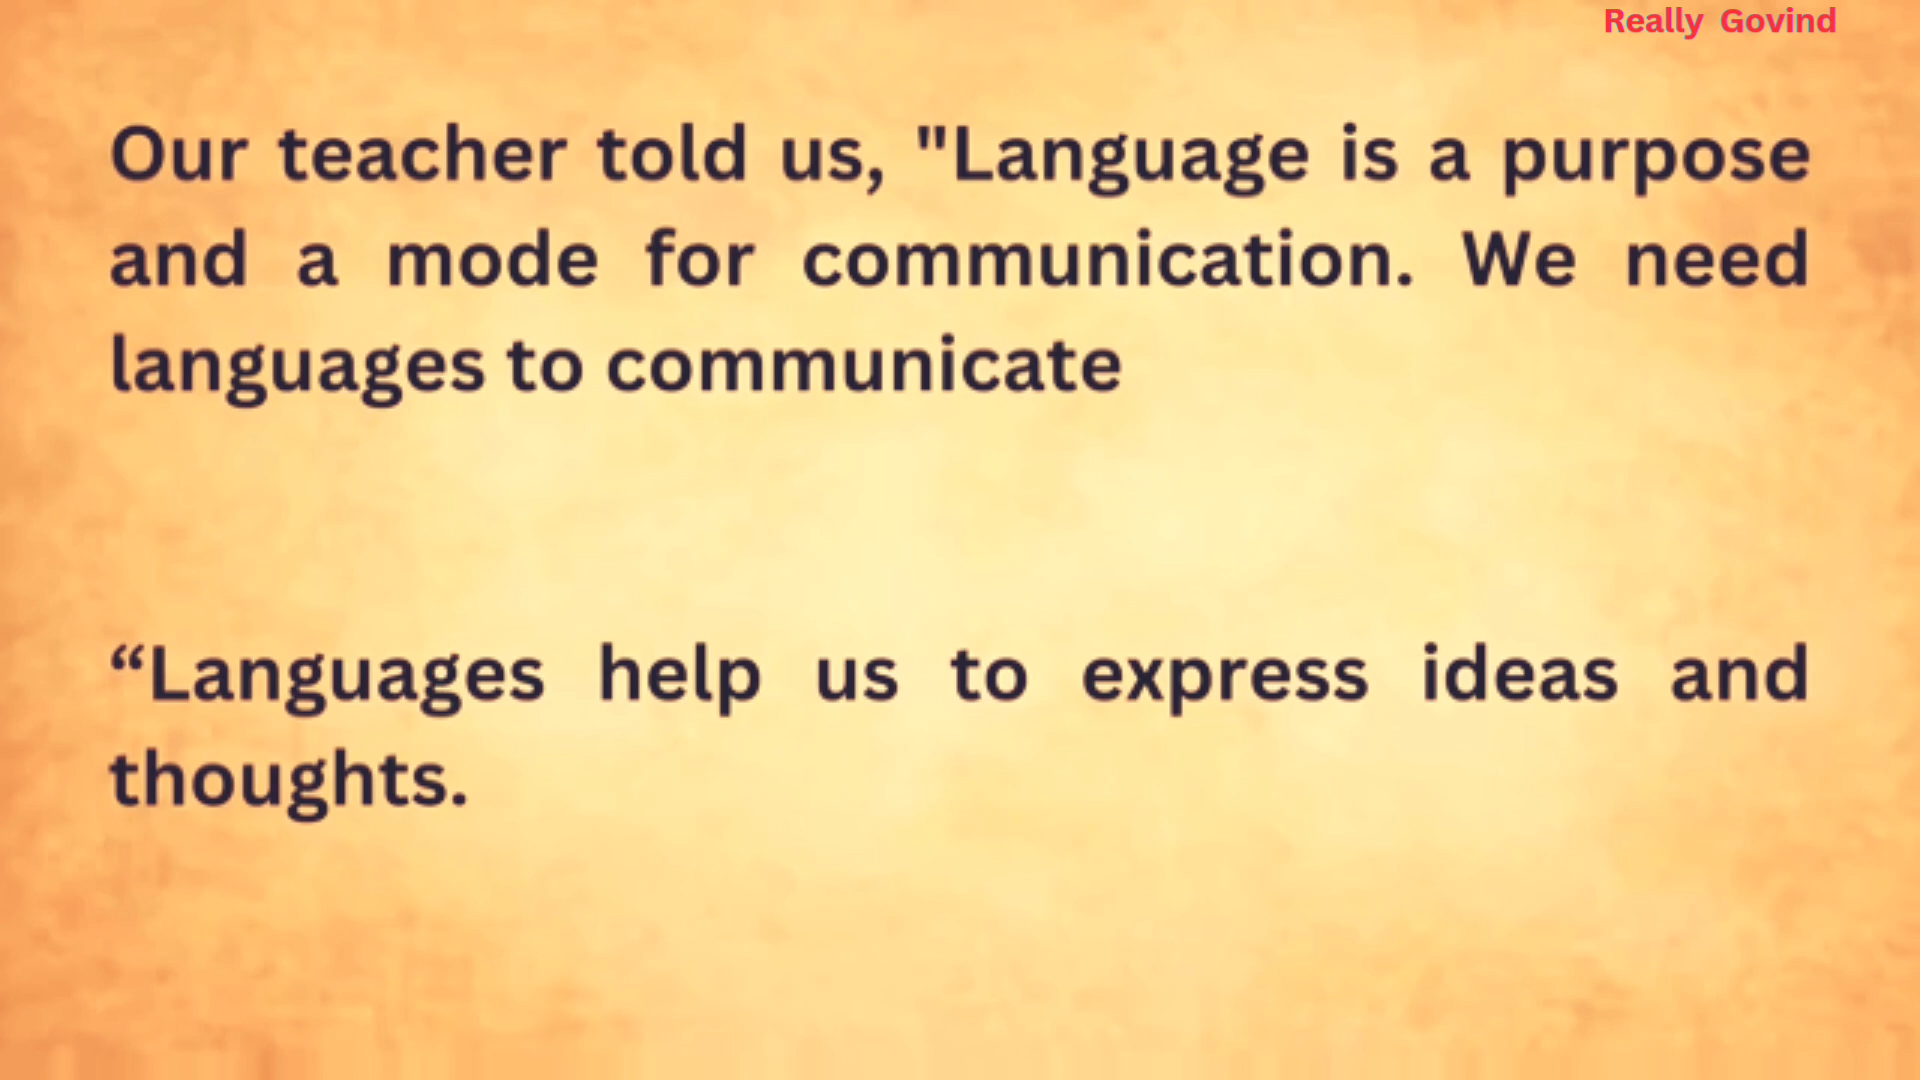 Really Govind
Our teacher told us, "Language is a purpose
and a mode for communication. We need
languages to communicate
“Languages help us to express ideas and
thoughts.